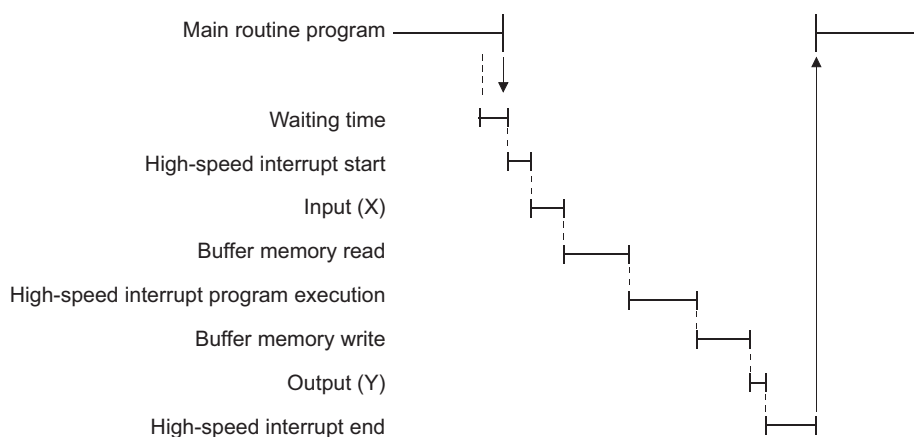 Main routine program
Waiting time
High-speed interrupt start
Input (X)
Buffer memory read
High-speed interrupt program execution
Buffer memory write
Output (Y)
High-speed interrupt end